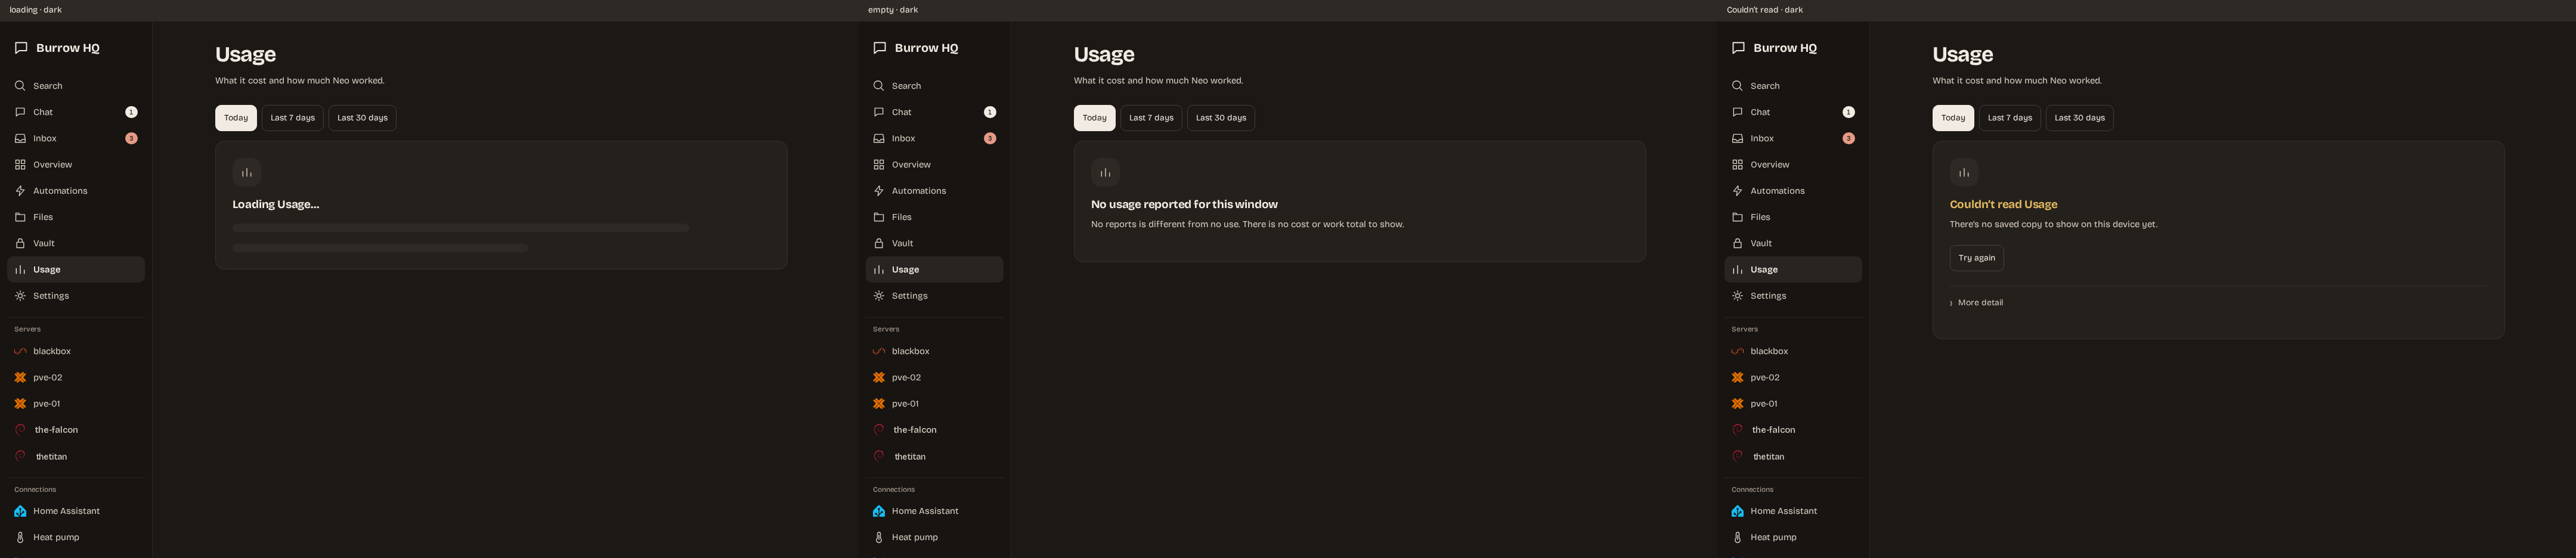 loading · dark
Burrow HQ
Search
Chat 1
Inbox 3
Overview
Automations
Files
Vault
Usage
Settings
Servers
blackbox
pve-02
pve-01
the-falcon
thetitan
Connections
Home Assistant
Heat pump
Usage
What it cost and how much Neo worked.
Today Last 7 days Last 30 days
Loading Usage...
empty · dark
Burrow HQ
Search
Chat 1
Inbox 3
Overview
Automations
Files
Vault
Usage
Settings
Servers
blackbox
pve-02
pve-01
the-falcon
thetitan
Connections
Home Assistant
Heat pump
Usage
What it cost and how much Neo worked.
Today Last 7 days Last 30 days
No usage reported for this window
No reports is different from no use. There is no cost or work total to show.
Couldn't read · dark
Burrow HQ
Search
Chat 1
Inbox 3
Overview
Automations
Files
Vault
Usage
Settings
Servers
blackbox
pve-02
pve-01
the-falcon
thetitan
Connections
Home Assistant
Heat pump
Usage
What it cost and how much Neo worked.
Today Last 7 days Last 30 days
Couldn't read Usage
There's no saved copy to show on this device yet.
Try again
More detail